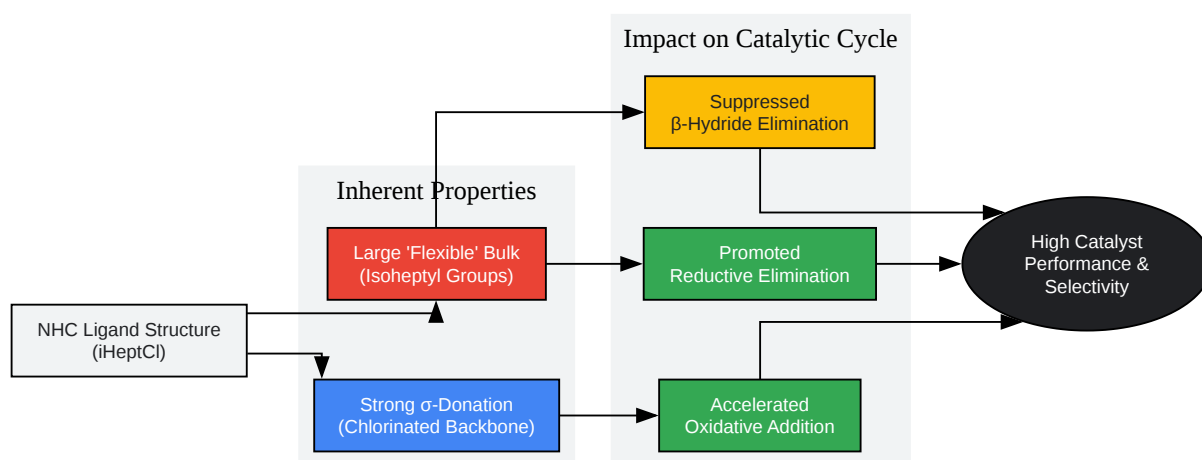 Impact on Catalytic Cycle
Suppressed
β-Hydride Elimination
Inherent Properties
Large 'Flexible' Bulk
(Isoheptyl Groups)
Promoted
Reductive Elimination
High Catalyst
Performance &
Selectivity
NHC Ligand Structure
(iHeptCl)
Strong σ-Donation
(Chlorinated Backbone)
Accelerated
Oxidative Addition